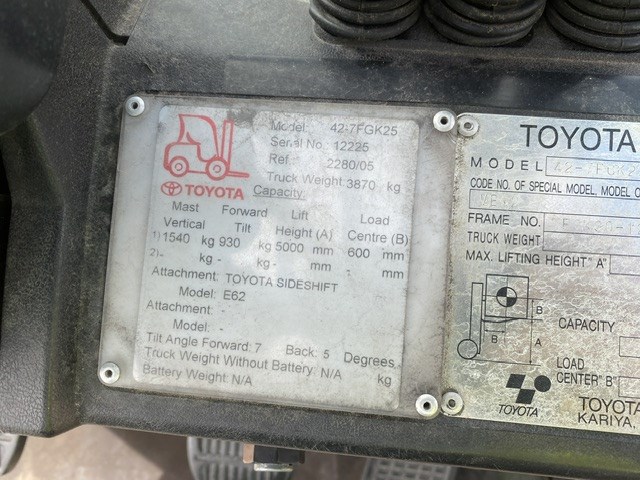 Model: 42-7FGK25
Serial No: 12225
Ref: 2280/05
Truck Weight: 3870 kg
TOYOTA
Capacity:
Mast Forward Lift Load
Vertical Tilt Height (A) Centre (B)
1) 1540 kg 930 kg 5000 mm 600 mm
2)- kg - kg - mm - mm
Attachment: TOYOTA SIDESHIFT
Model: E62
Attachment: -
Model: -
Tilt Angle Forward: 7 Back: 5 Degrees
Truck Weight Without Battery: N/A kg
Battery Weight: N/A
TOYOTA
MODEL
CODE NO. OF SPECIAL MODEL, MODEL
FRAME NO.
TRUCK WEIGHT
MAX. LIFTING HEIGHT "A"
B
B A
CAPACITY
LOAD
CENTER "B"
TOYOTA
TOYOTA
KARIYA,